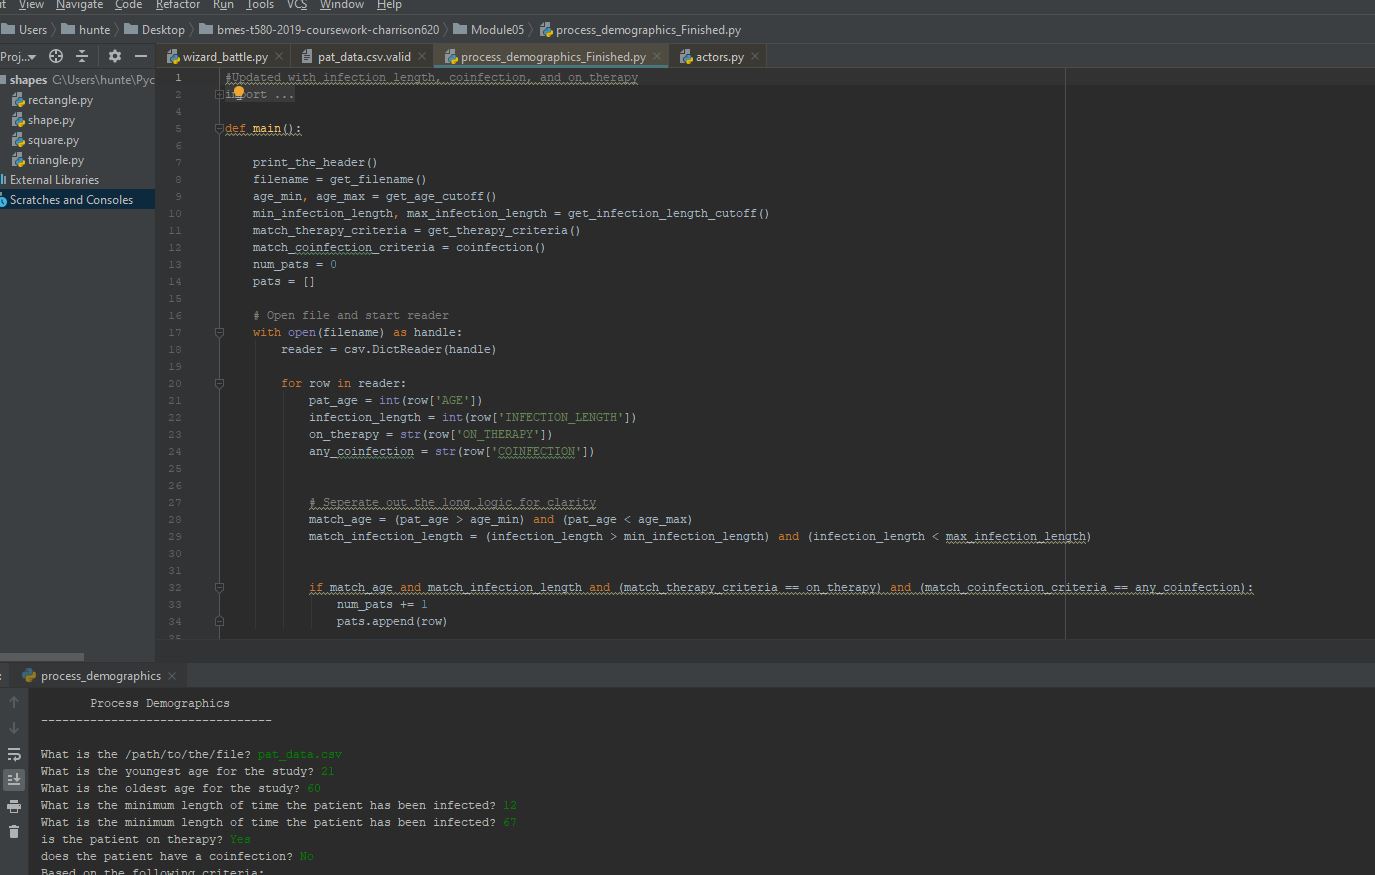 View Navigate Code Refactor Run Tools VCS Window Help
Users hunte Desktop bmes-t580-2019-coursework-charrison620 Module05 process_demographics_Finished.py
Proj... wizard_battle.py pat_data.csv.valid process_demographics_Finished.py actors.py
shapes C:\Users\hunte\Pyc
rectangle.py
shape.py
square.py
triangle.py
External Libraries
Scratches and Consoles
1 #Updated with infection length, coinfection, and on_therapy
2 import ...
4
5 def main():
6
7 print_the_header()
8 filename = get_filename()
9 age_min, age_max = get_age_cutoff()
10 min_infection_length, max_infection_length = get_infection_length_cutoff()
11 match_therapy_criteria = get_therapy_criteria()
12 match_coinfection_criteria = coinfection()
13 num_pats = 0
14 pats = []
15
16 # Open file and start reader
17 with open(filename) as handle:
18 reader = csv.DictReader(handle)
19
20 for row in reader:
21 pat_age = int(row['AGE'])
22 infection_length = int(row['INFECTION_LENGTH'])
23 on_therapy = str(row['ON_THERAPY'])
24 any_coinfection = str(row['COINFECTION'])
25
26
27 # Seperate out the long logic for clarity
28 match_age = (pat_age > age_min) and (pat_age < age_max)
29 match_infection_length = (infection_length > min_infection_length) and (infection_length < max_infection_length)
30
31
32 if match_age and match_infection_length and (match_therapy_criteria == on_therapy) and (match_coinfection_criteria == any_coinfection):
33 num_pats += 1
34 pats.append(row)
35
process_demographics
Process Demographics
---------------------------------
What is the /path/to/the/file? pat_data.csv
What is the youngest age for the study? 21
What is the oldest age for the study? 60
What is the minimum length of time the patient has been infected? 12
What is the minimum length of time the patient has been infected? 67
is the patient on therapy? Yes
does the patient have a coinfection? No
Based on the following criteria: